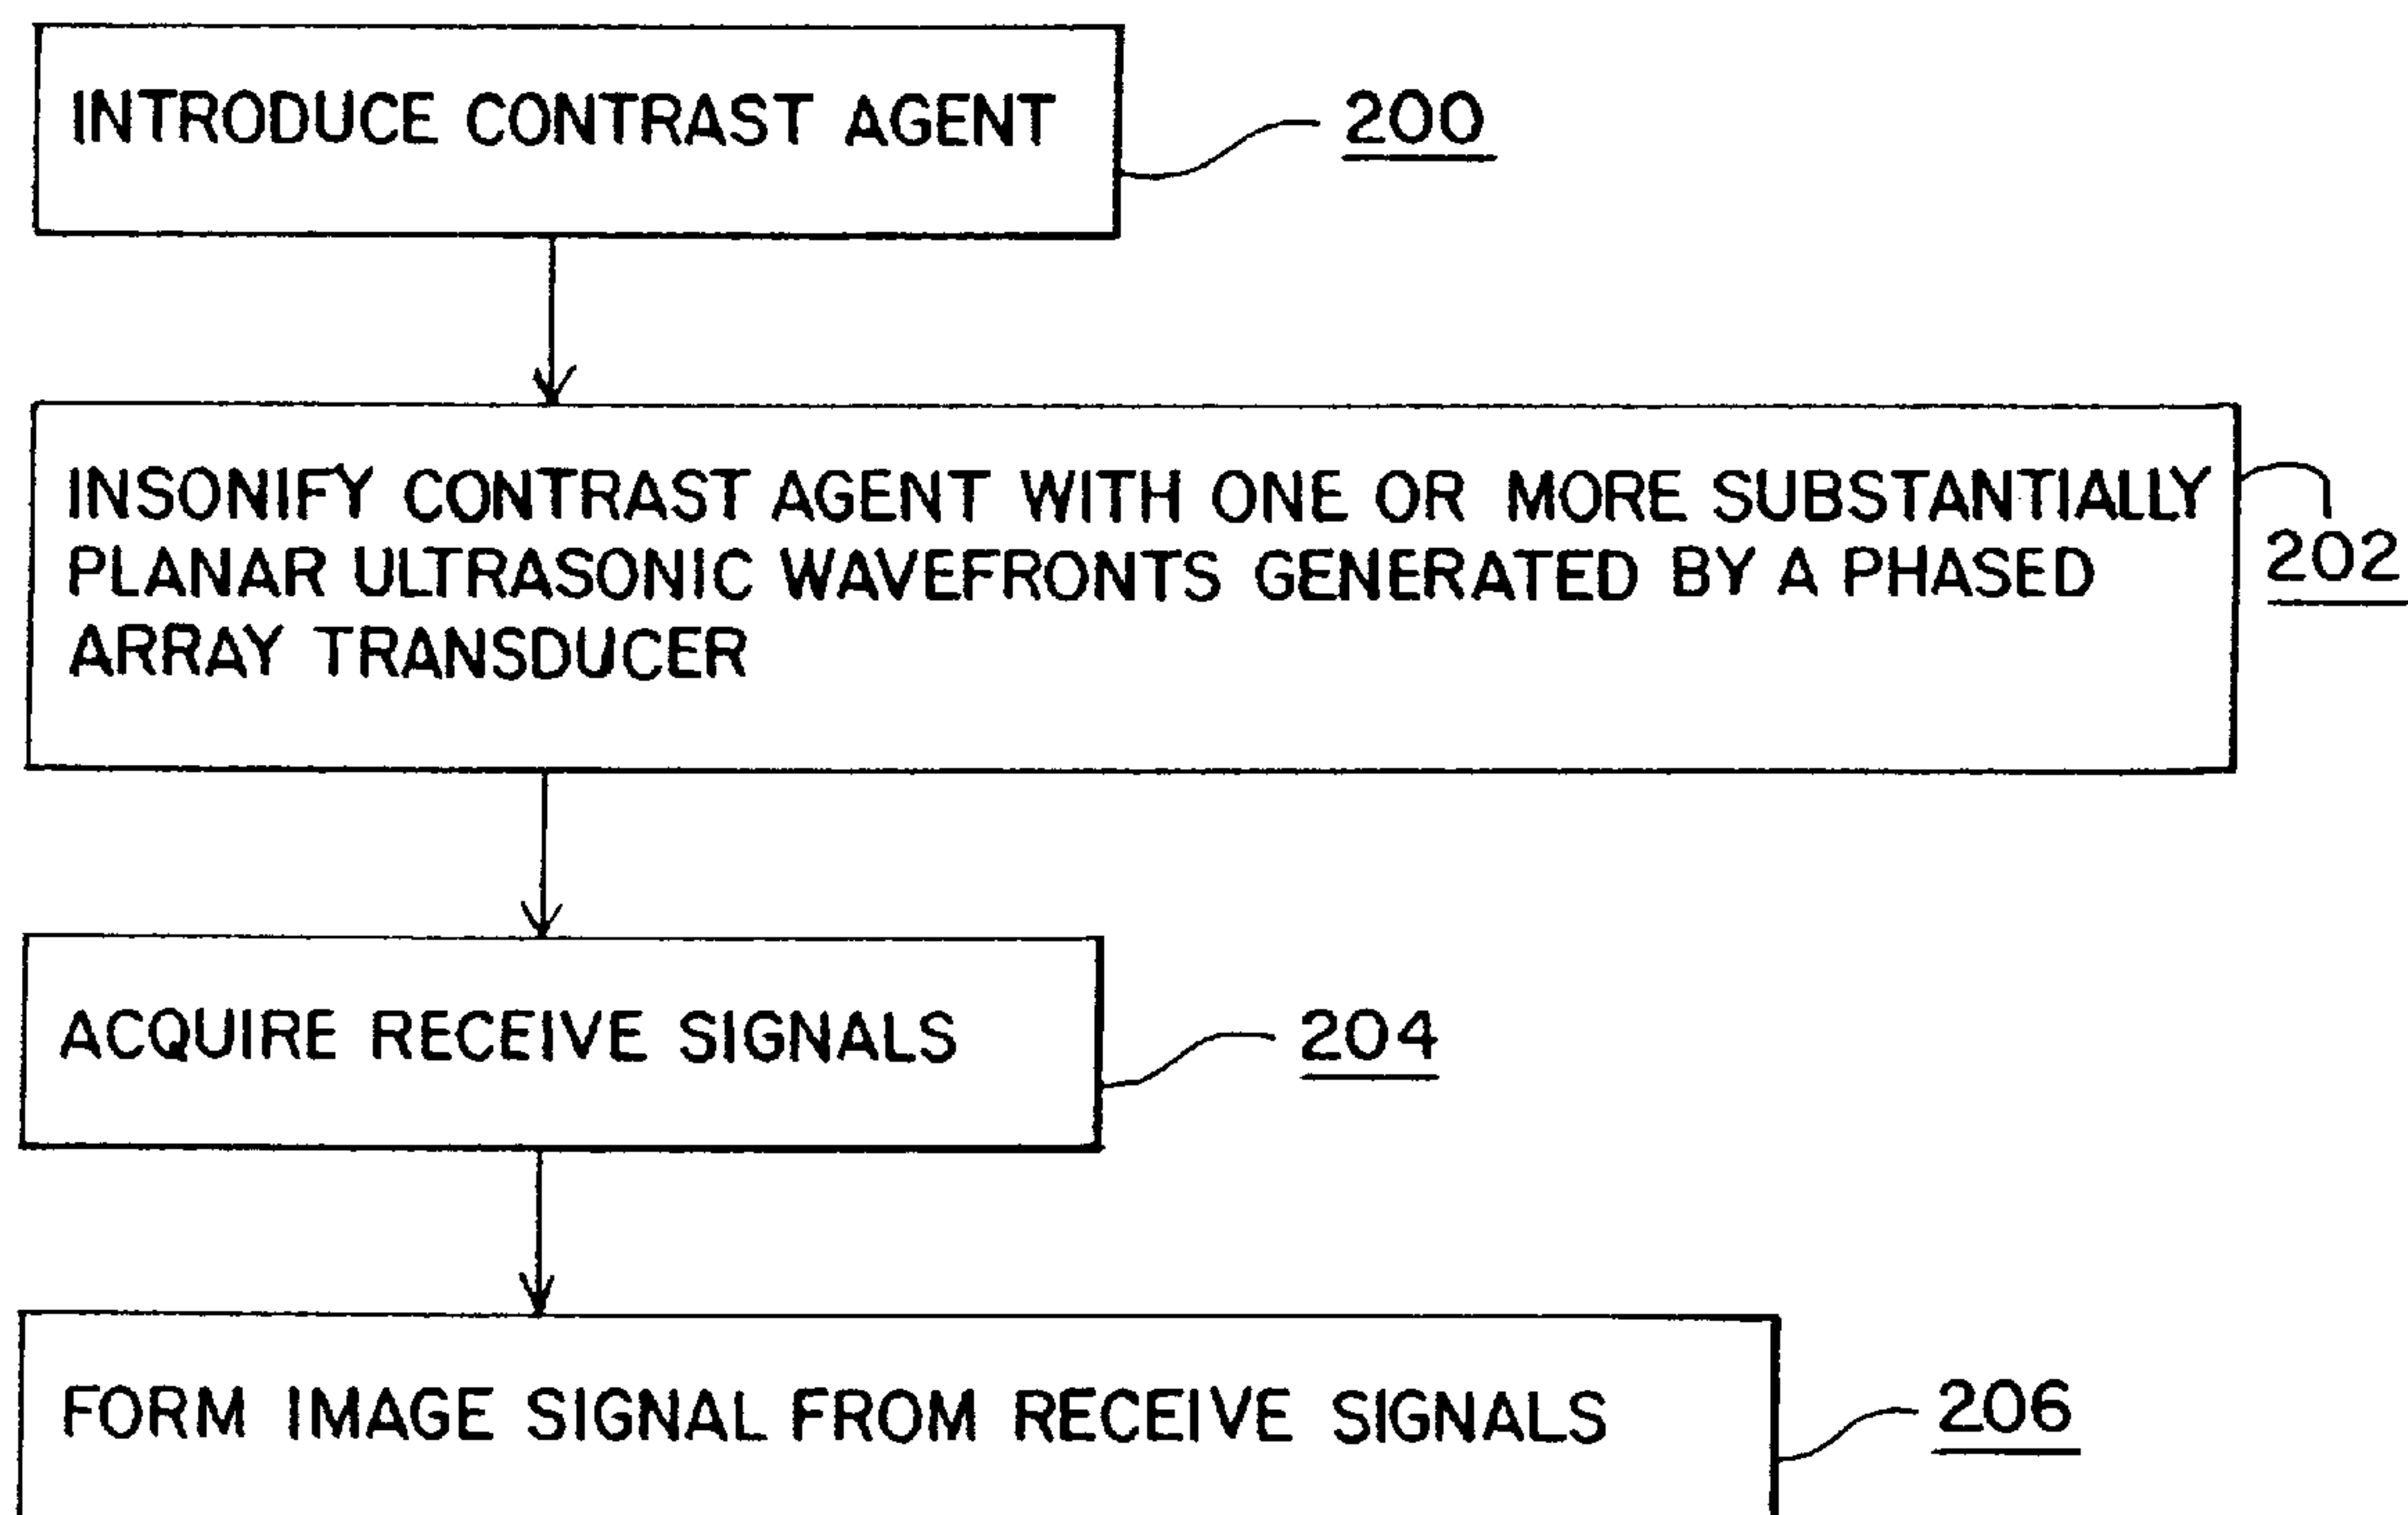 INTRODUCE CONTRAST AGENT
200
INSONIFY CONTRAST AGENT WITH ONE OR MORE SUBSTANTIALLY
PLANAR ULTRASONIC WAVEFRONTS GENERATED BY A PHASED
ARRAY TRANSDUCER
202
ACQUIRE RECEIVE SIGNALS
204
FORM IMAGE SIGNAL FROM RECEIVE SIGNALS
206